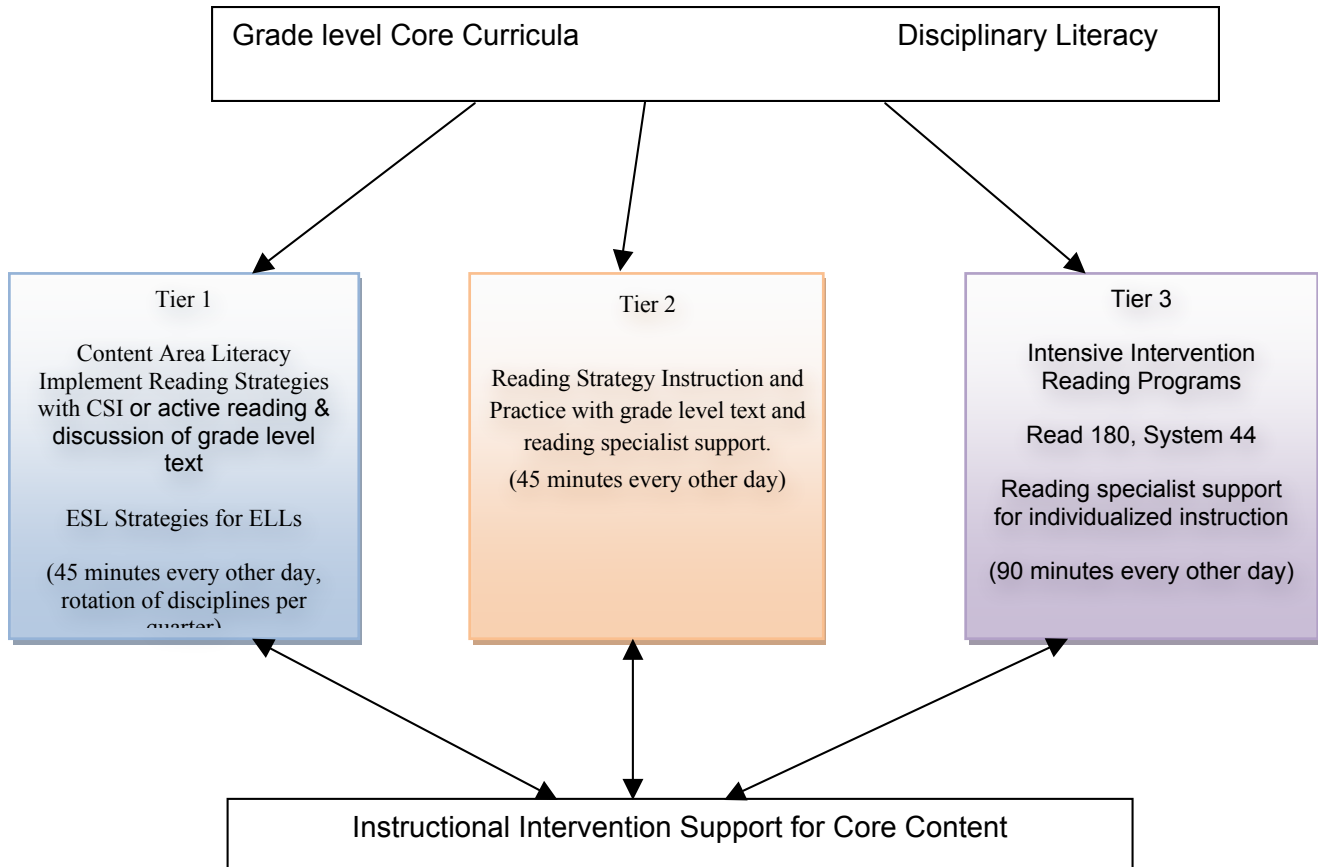 Grade level Core Curricula Disciplinary Literacy
Tier 1
Content Area Literacy
Implement Reading Strategies
with CSI or active reading &
discussion of grade level
text
ESL Strategies for ELLs
(45 minutes every other day,
rotation of disciplines per
quarter)
Tier 2
Reading Strategy Instruction and
Practice with grade level text and
reading specialist support.
(45 minutes every other day)
Tier 3
Intensive Intervention
Reading Programs
Read 180, System 44
Reading specialist support
for individualized instruction
(90 minutes every other day)
Instructional Intervention Support for Core Content